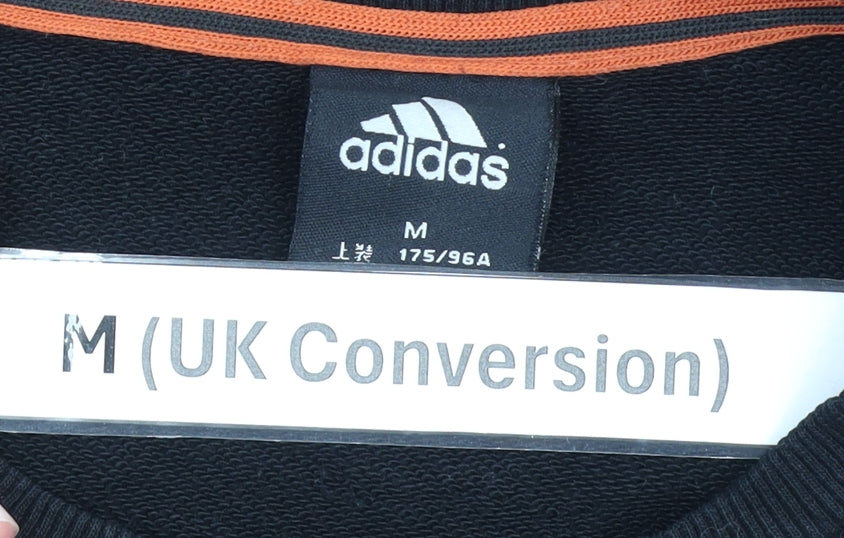 adidas
M
上装 175/96A
M (UK Conversion)